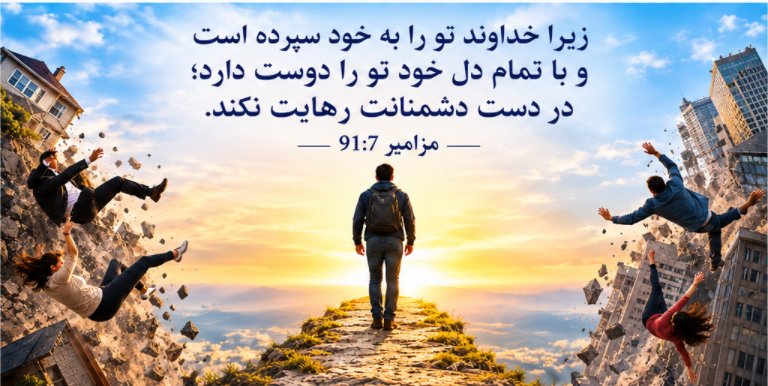 زیرا خداوند تو را به خود سپرده است
و با تمام دل خود تو را دوست دارد؛
در دست دشمنانت رهایت نکند.
مزامیر 91:7